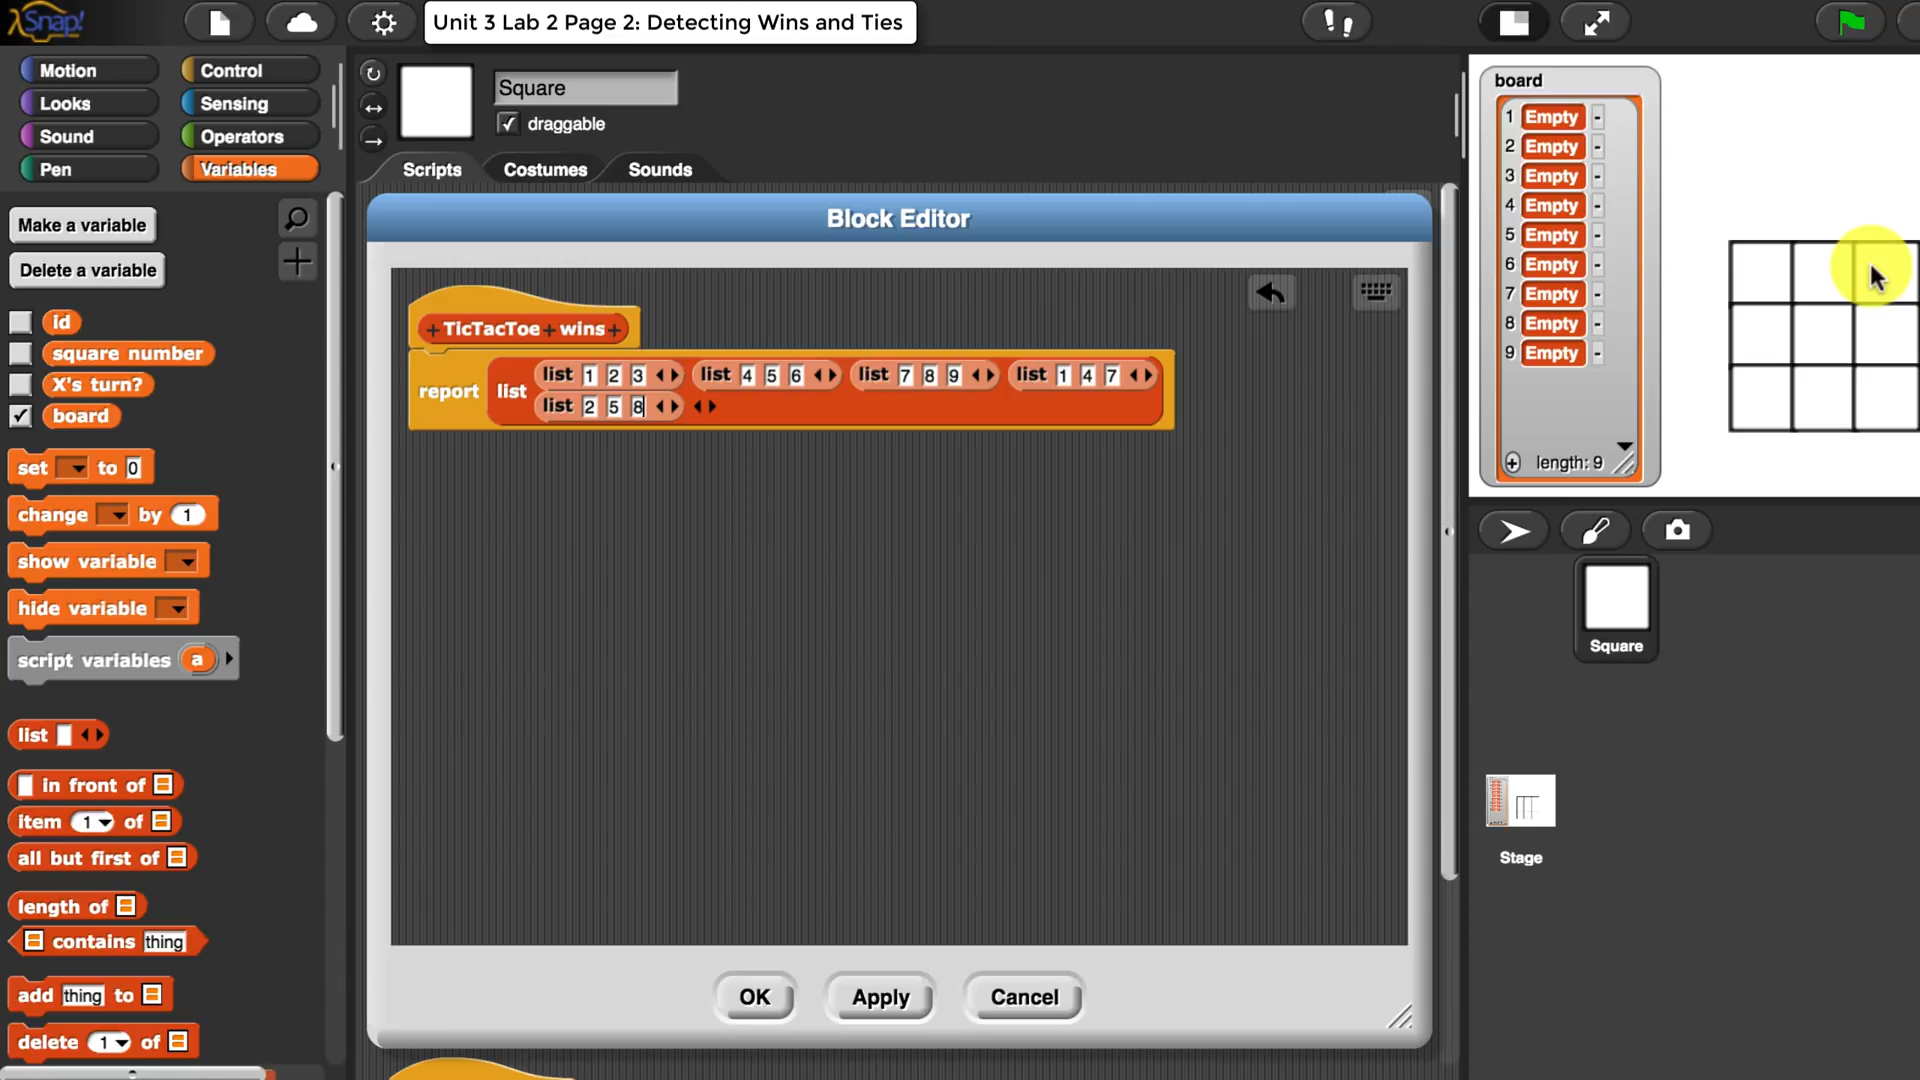 λSnap!
Unit 3 Lab 2 Page 2: Detecting Wins and Ties
Motion
Control
Looks
Sensing
Sound
Operators
Pen
Variables
Make a variable
Delete a variable
id
square number
X's turn?
board
set to 0
change by 1
show variable
hide variable
script variables a
list
in front of
item 1 of
all but first of
length of
contains thing
add thing to
delete 1 of
Square
draggable
Scripts Costumes Sounds
Block Editor
+ TicTacToe + wins +
report list list 1 2 3 list 4 5 6 list 7 8 9 list 1 4 7
list 2 5 8
OK Apply Cancel
board
1 Empty -
2 Empty -
3 Empty -
4 Empty -
5 Empty -
6 Empty -
7 Empty -
8 Empty -
9 Empty -
+ length: 9
Square
Stage